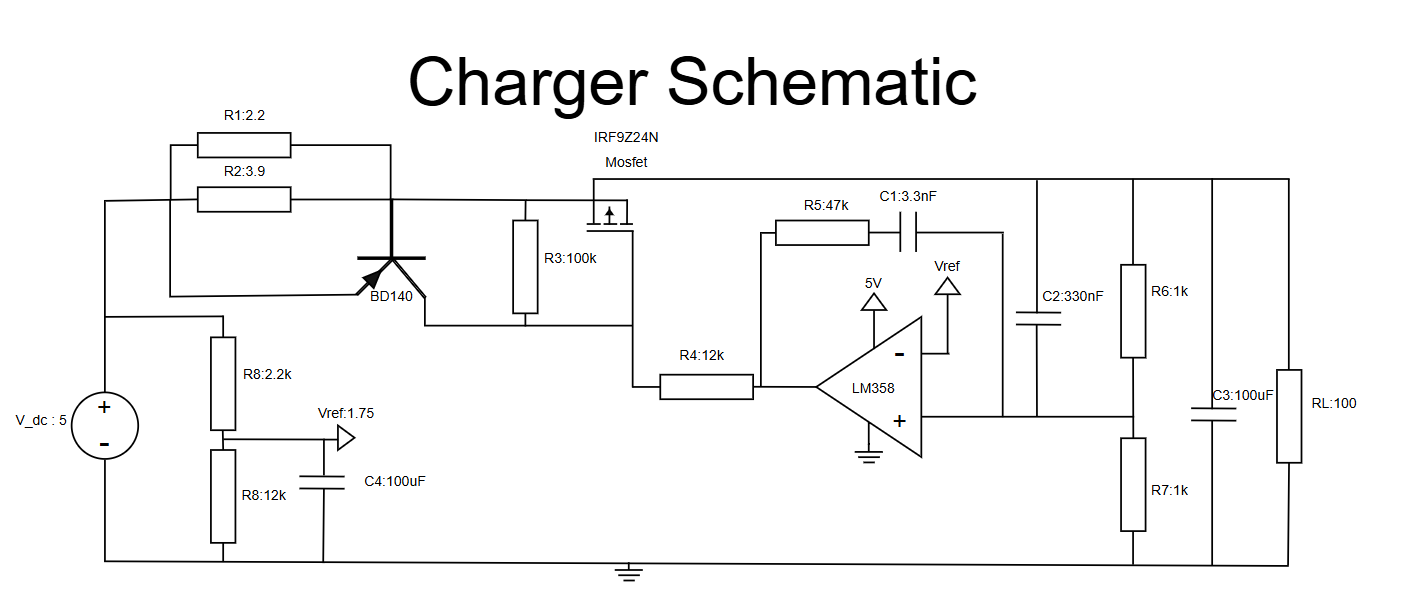 Charger Schematic
R1:2.2
IRF9Z24N
Mosfet
R2:3.9
C1:3.3nF
R5:47k
R3:100k
Vref
5V
BD140
C2:330nF
R6:1k
R4:12k
-
R8:2.2k
LM358
C3:100uF
RL:100
+
V_dc : 5
-
Vref:1.75
+
C4:100uF
R8:12k
R7:1k